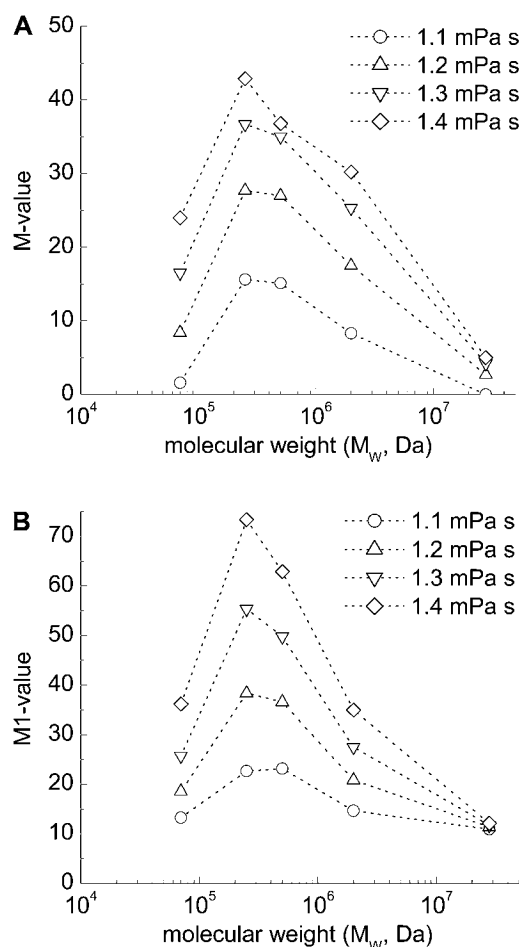 A
M-value
50
40
30
20
10
0
1.1 mPa s
1.2 mPa s
1.3 mPa s
1.4 mPa s
10^4
10^5
10^6
10^7
molecular weight (M_W, Da)
B
M1-value
70
60
50
40
30
20
10
0
1.1 mPa s
1.2 mPa s
1.3 mPa s
1.4 mPa s
10^4
10^5
10^6
10^7
molecular weight (M_W, Da)